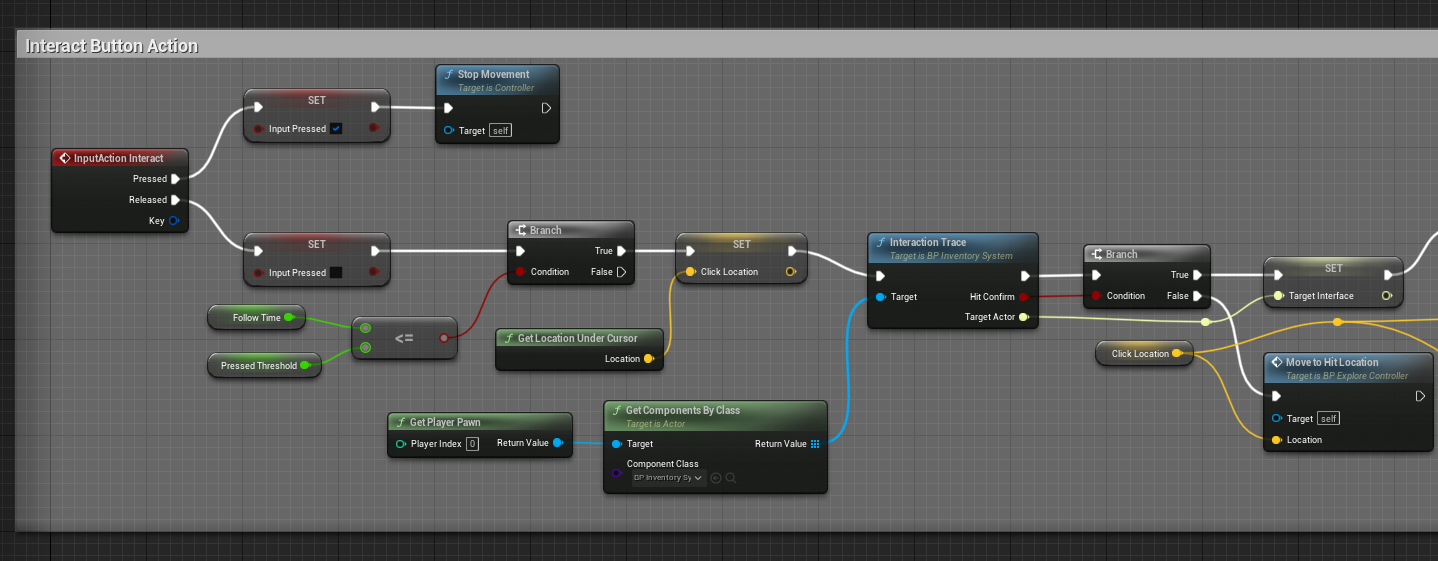 Interact Button Action
InputAction Interact
Pressed
Released
Key
SET
Input Pressed
Stop Movement
Target is Controller
Target self
SET
Input Pressed
Follow Time
Pressed Threshold
<=
Branch
True
Condition False
Get Location Under Cursor
Location
SET
Click Location
Get Player Pawn
Player Index 0 Return Value
Get Components By Class
Target is Actor
Target Return Value
Component Class
BP Inventory Sy
Interaction Trace
Target is BP Inventory System
Target Hit Confirm
Target Actor
Branch
True
Condition False
SET
Target Interface
Click Location
Move to Hit Location
Target is BP Explore Controller
Target self
Location